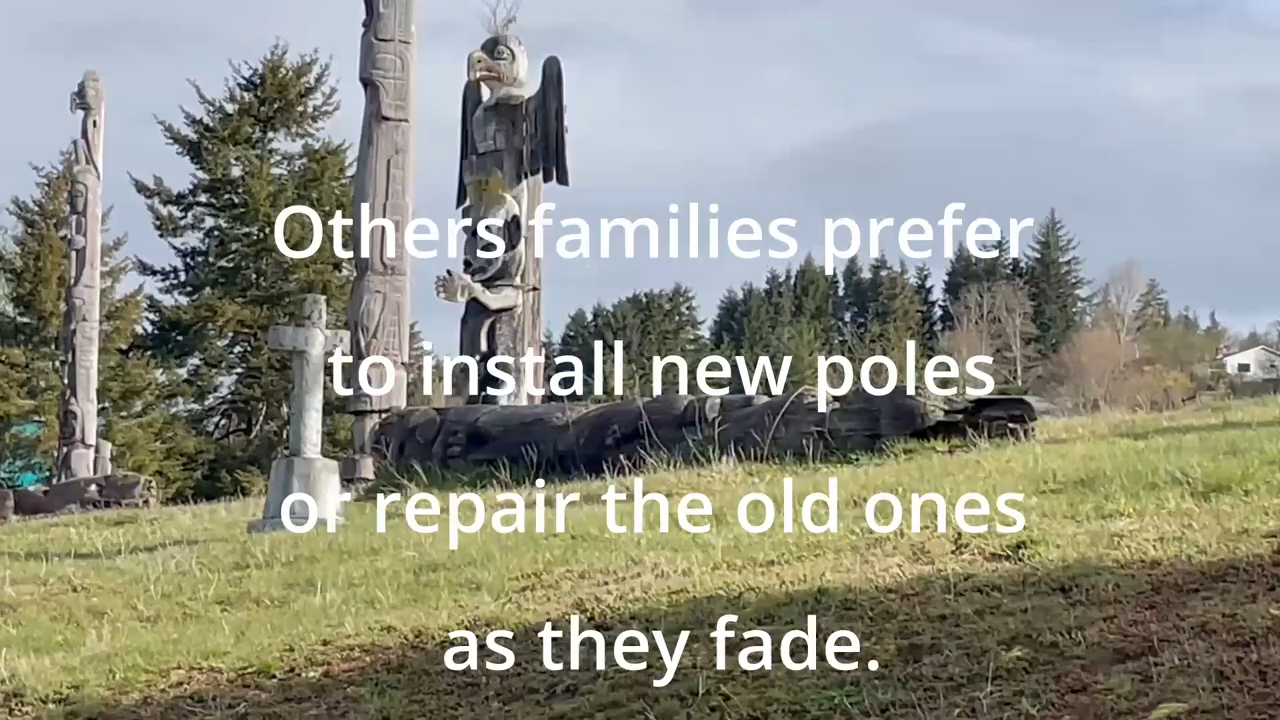 Others families prefer
to install new poles
or repair the old ones
as they fade.